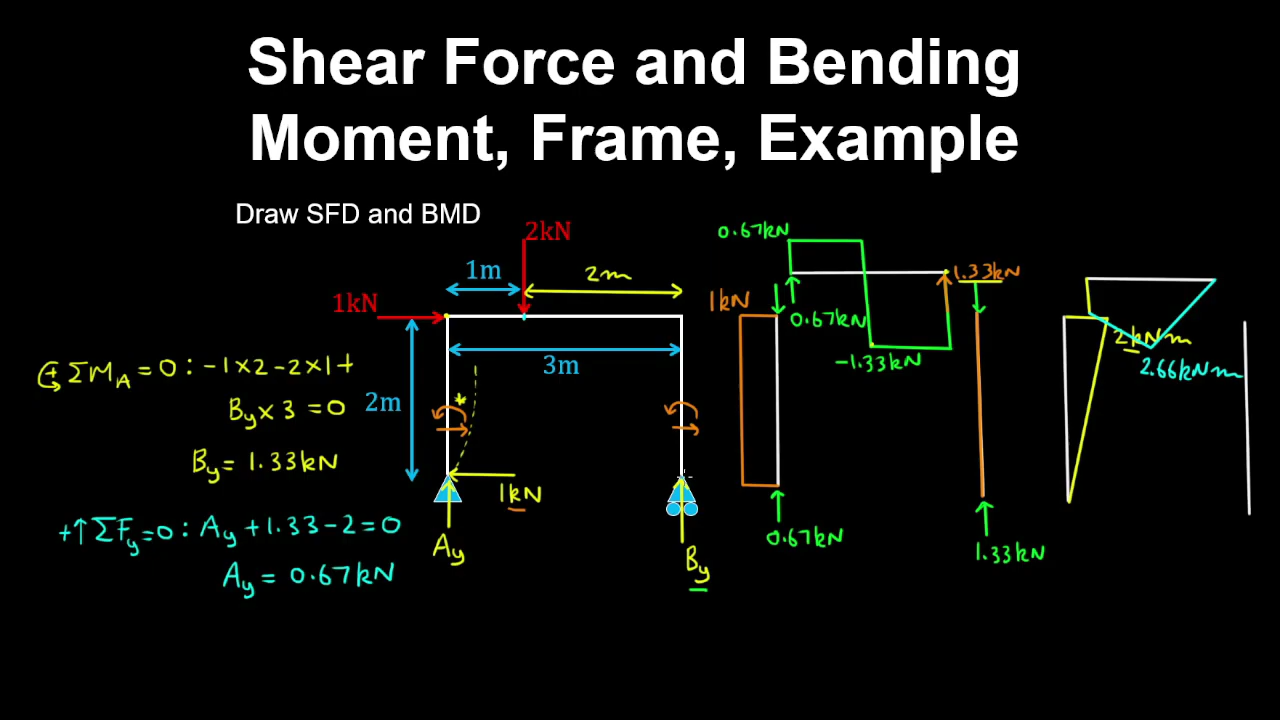 Shear Force and Bending
Moment, Frame, Example
Draw SFD and BMD
2kN
1m
2m
1kN
3m
2m
+ ΣM_A = 0 : -1×2 -2×1 +
B_y × 3 = 0
B_y = 1.33kN
+↑ ΣF_y = 0 : A_y + 1.33 - 2 = 0
A_y = 0.67kN
1kN
A_y
B_y
0.67kN
1.33kN
1kN
0.67kN
-1.33kN
0.67kN
1.33kN
2kNm
2.66kNm